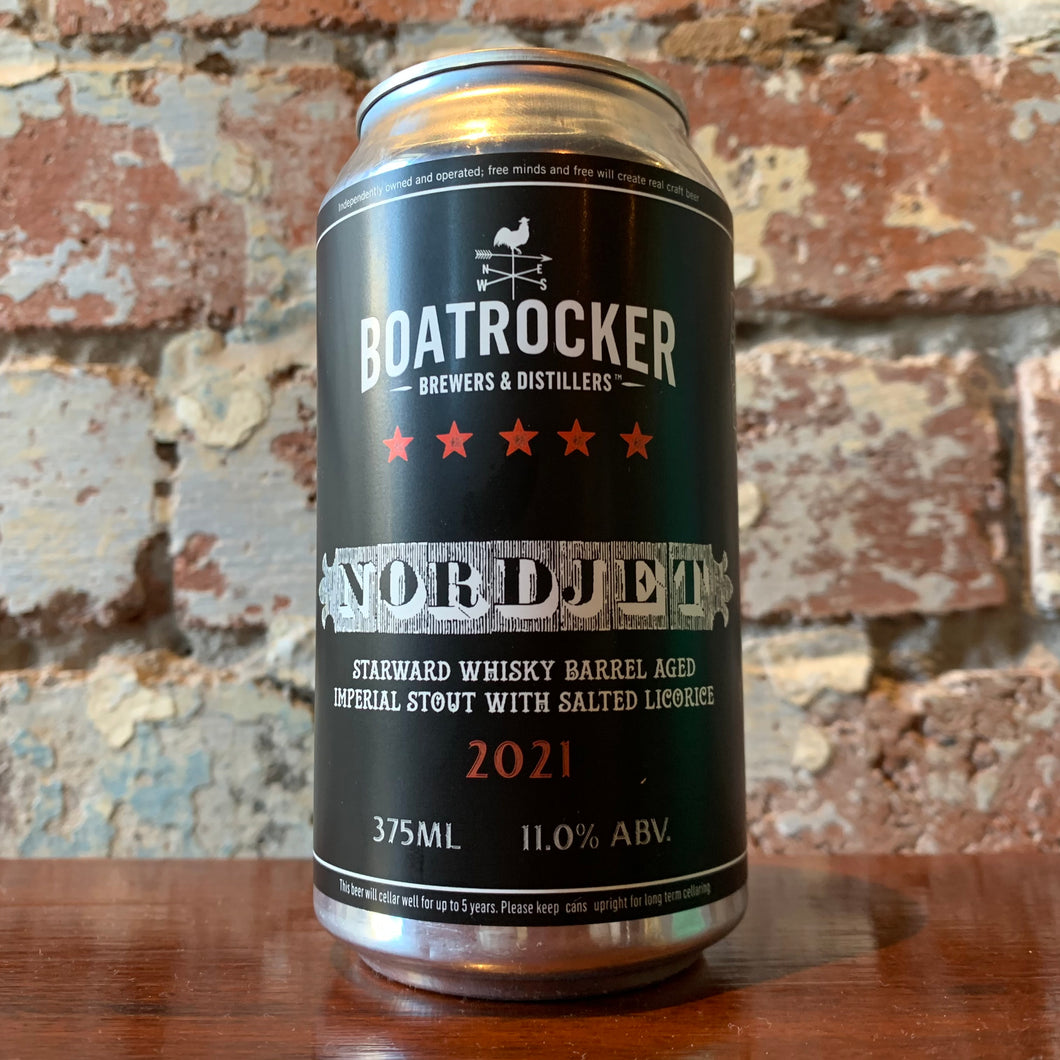 Independently owned and operated; free minds and free will create real craft beer
N E
W S
BOATROCKER
BREWERS & DISTILLERS™
NORDJET
STARWARD WHISKY BARREL AGED
IMPERIAL STOUT WITH SALTED LICORICE
2021
375ML 11.0% ABV.
This beer will cellar well for up to 5 years. Please keep cans upright for long term cellaring